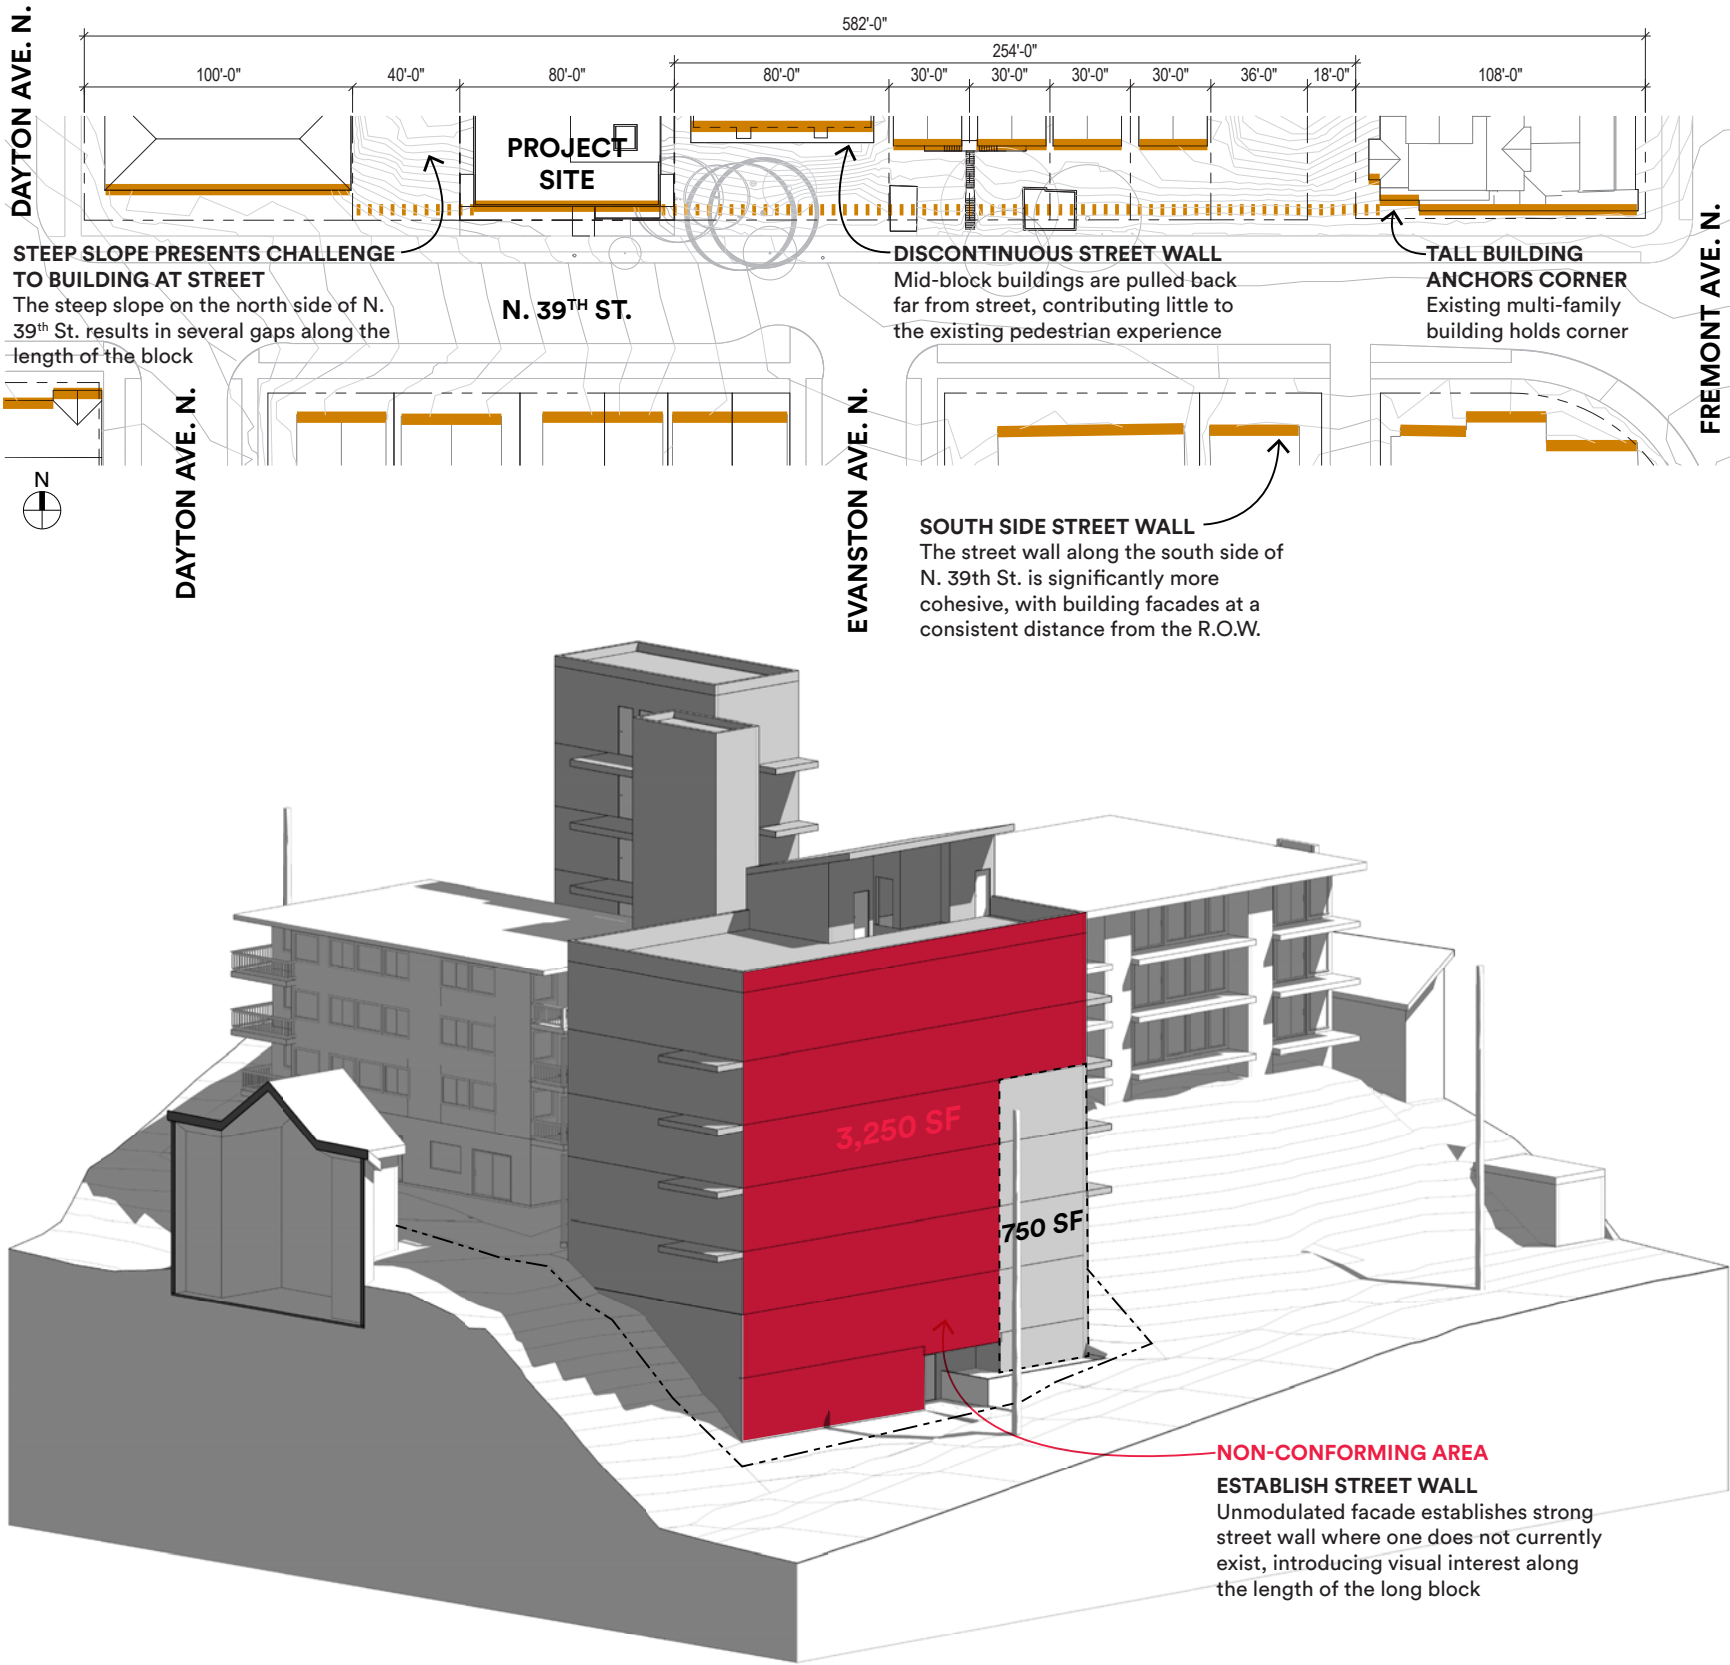 DAYTON AVE. N.
582'-0"
254'-0"
100'-0"
40'-0"
80'-0"
80'-0"
30'-0"
30'-0"
30'-0"
30'-0"
36'-0"
18'-0"
108'-0"
PROJECT
SITE
STEEP SLOPE PRESENTS CHALLENGE
TO BUILDING AT STREET
The steep slope on the north side of N.
39th St. results in several gaps along the
length of the block
N. 39TH ST.
DISCONTINUOUS STREET WALL
Mid-block buildings are pulled back
far from street, contributing little to
the existing pedestrian experience
TALL BUILDING
ANCHORS CORNER
Existing multi-family
building holds corner
FREMONT AVE. N.
N
DAYTON AVE. N.
EVANSTON AVE. N.
SOUTH SIDE STREET WALL
The street wall along the south side of
N. 39th St. is significantly more
cohesive, with building facades at a
consistent distance from the R.O.W.
3,250 SF
750 SF
NON-CONFORMING AREA
ESTABLISH STREET WALL
Unmodulated facade establishes strong
street wall where one does not currently
exist, introducing visual interest along
the length of the long block